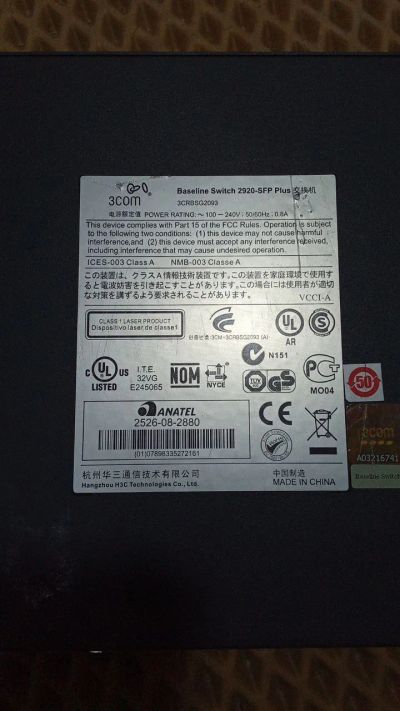 3com
Baseline Switch 2920-SFP Plus 交换机
3CRBSG2093
电源额定值 POWER RATING: ～100－240V; 50/60Hz; 0.8A
This device complies with Part 15 of the FCC Rules. Operation is subject
to the following two conditions: (1) this device may not cause harmful
interference,and (2) this device must accept any interference received,
including interference that may cause undesired operation.
ICES-003 Class A NMB-003 Classe A
この装置は、クラスA情報技術装置です。この装置を家庭環境で使用す
ると電波妨害を引き起こすことがあります。この場合には使用者が適切
な対策を講ずるよう要求されることがあります。 VCCI-A
CLASS 1 LASER PRODUCT
Dispositivo laser de classe1
:3CM-3CRBSG2093 (A)
UL
AR
S
N151
C UL US
LISTED
I.T.E.
32VG
E245065
NOM
NYCE
TUV
GS
MO04
50
ANATEL
2526-08-2880
(01)07898335272161
CE
3com
A03216741
Baseline Switch
杭州华三通信技术有限公司
Hangzhou H3C Technologies Co., Ltd.
中国制造
MADE IN CHINA